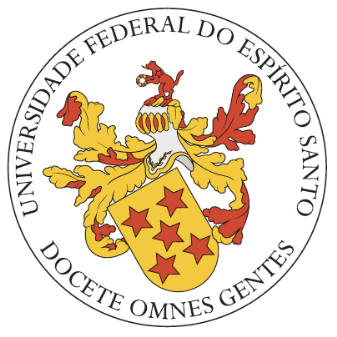 UNIVERSIDADE FEDERAL DO ESPÍRITO SANTO
DOCETE OMNES GENTES